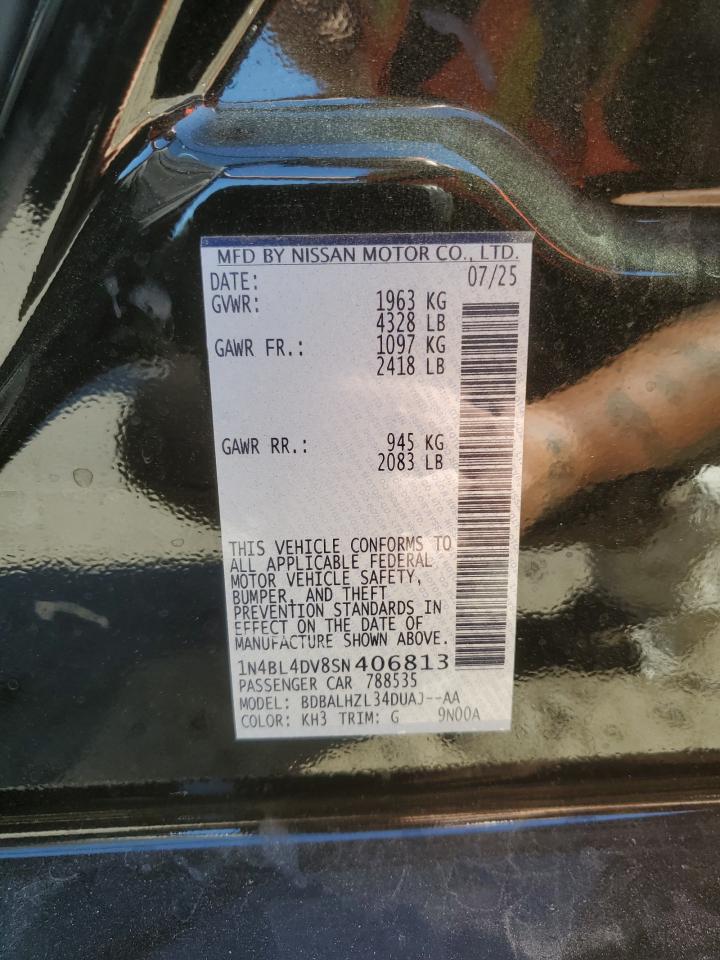 MFD BY NISSAN MOTOR CO., LTD.
DATE: 07/25
GVWR: 1963 KG
4328 LB
GAWR FR.: 1097 KG
2418 LB
GAWR RR.: 945 KG
2083 LB
THIS VEHICLE CONFORMS TO
ALL APPLICABLE FEDERAL
MOTOR VEHICLE SAFETY,
BUMPER, AND THEFT
PREVENTION STANDARDS IN
EFFECT ON THE DATE OF
MANUFACTURE SHOWN ABOVE.
1N4BL4DV8SN406813
PASSENGER CAR 788535
MODEL: BDBALHZL34DUAJ--AA
COLOR: KH3 TRIM: G 9N00A